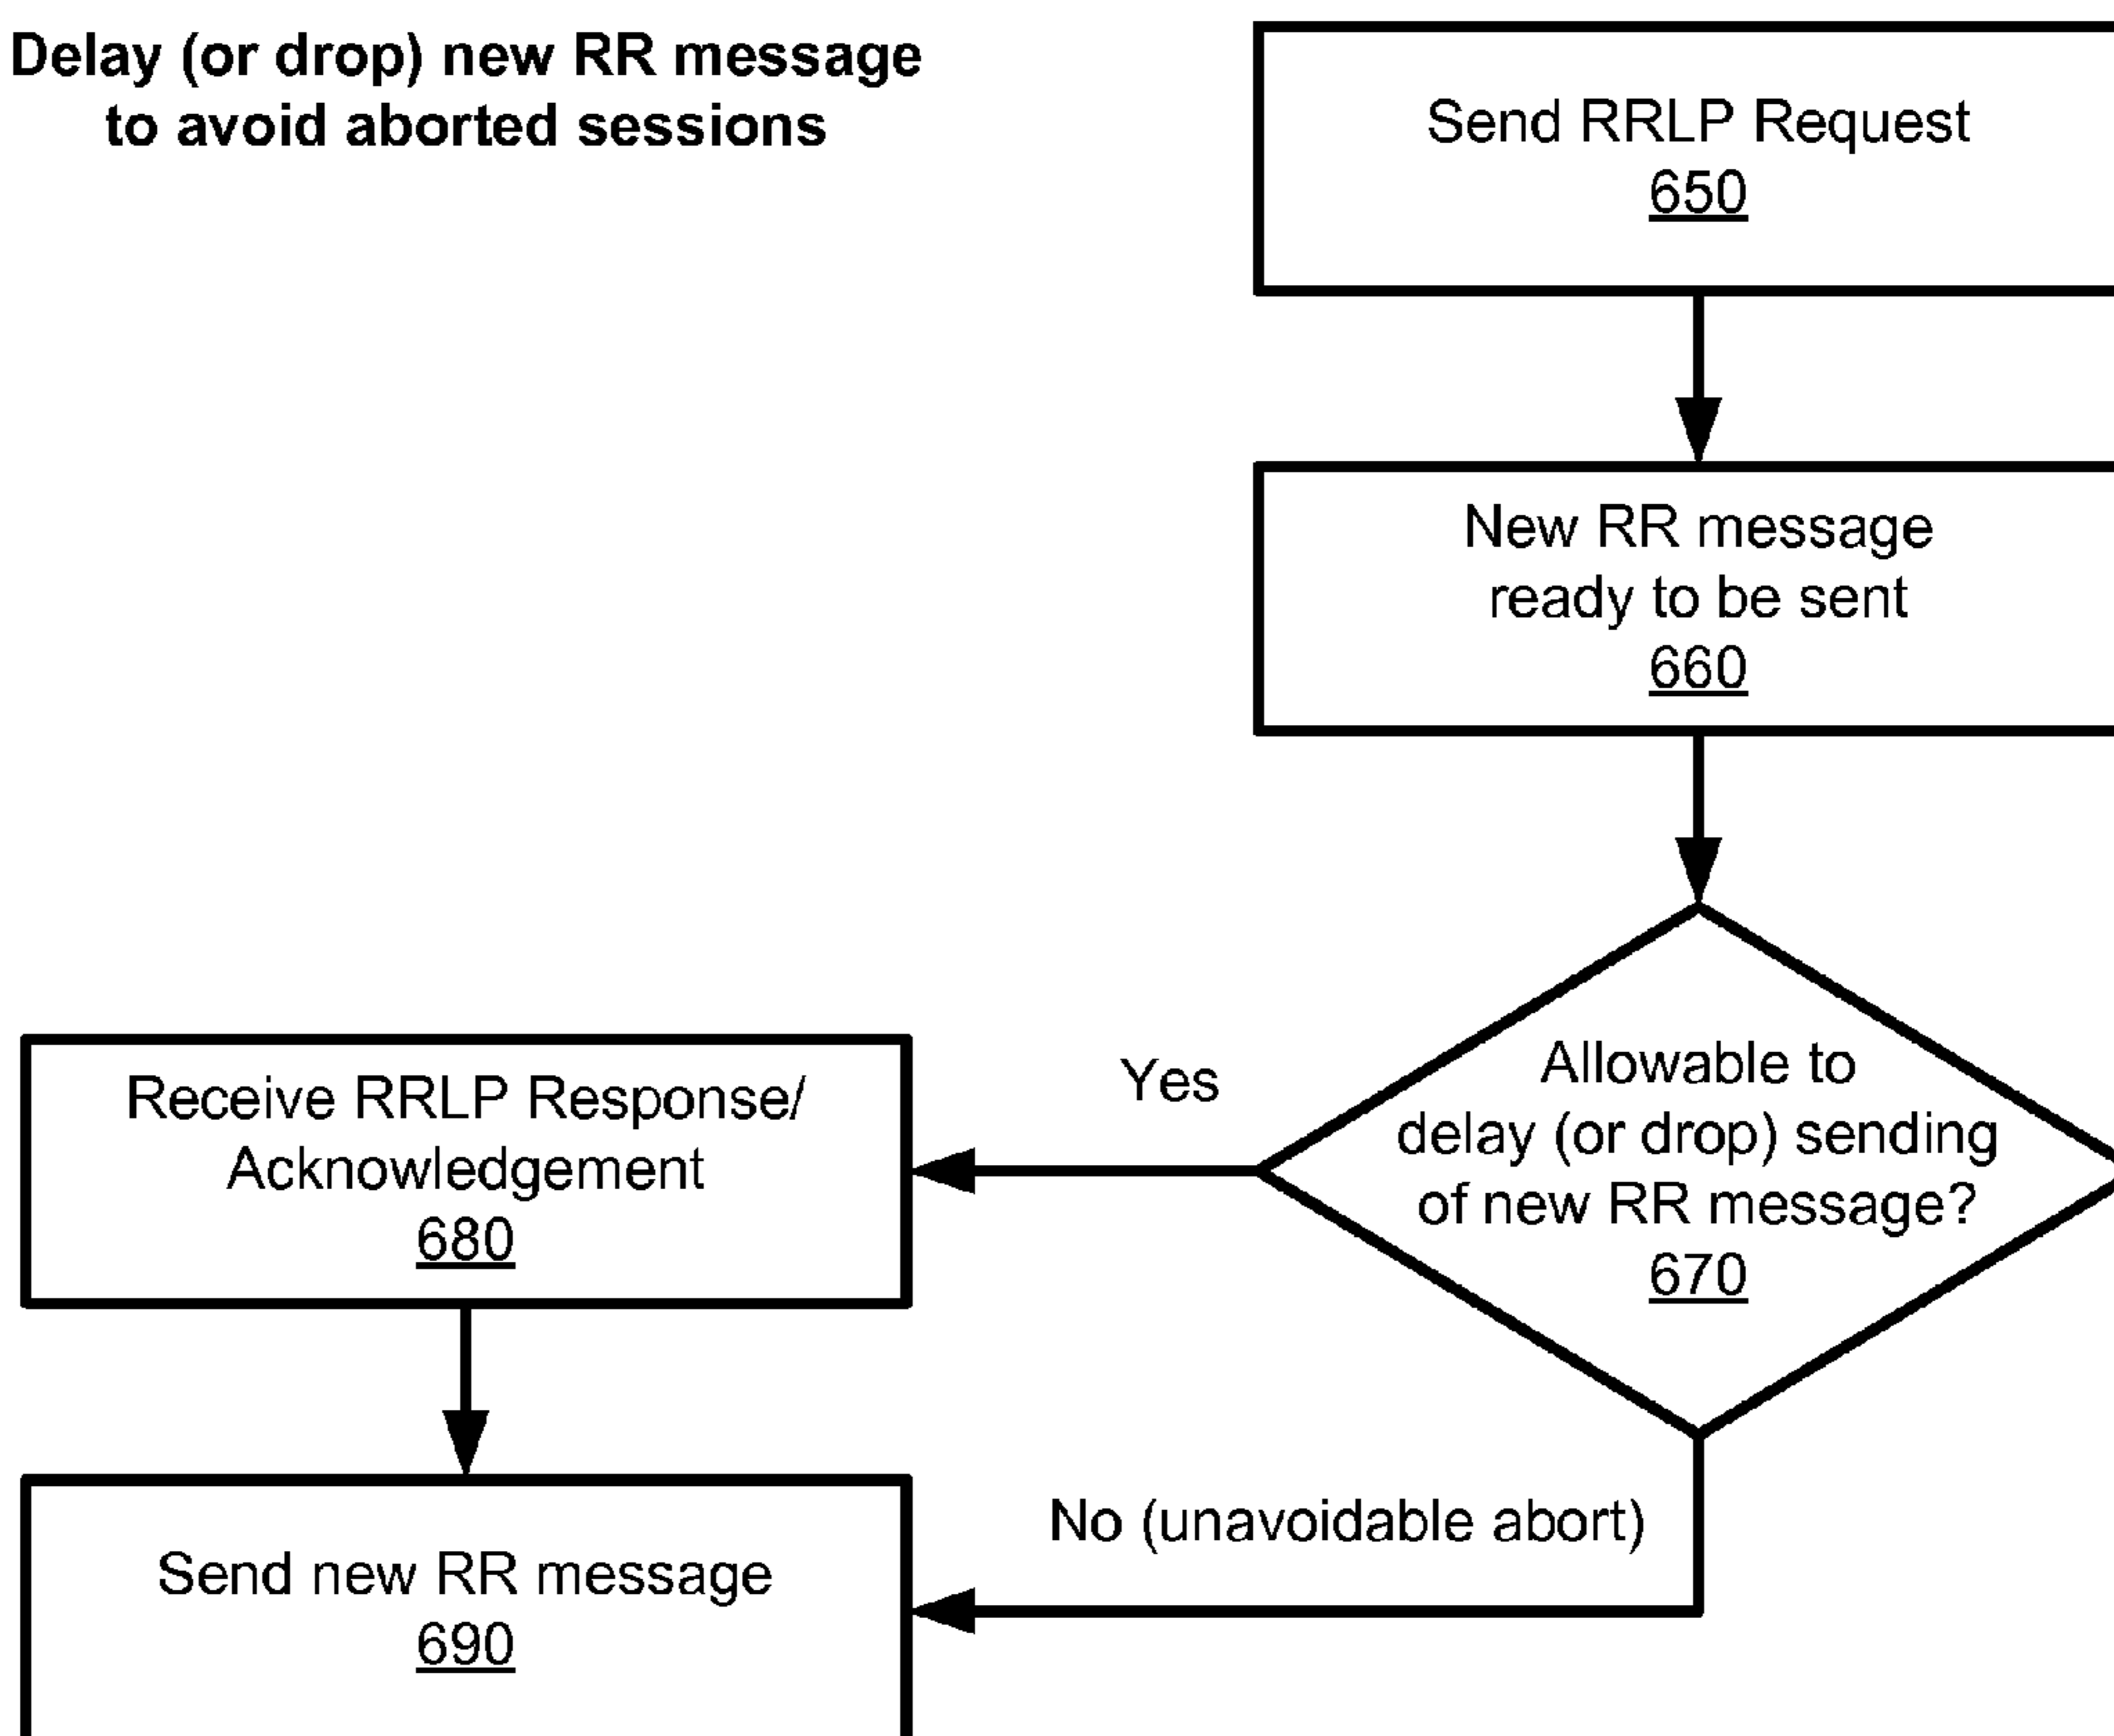 Delay (or drop) new RR message
to avoid aborted sessions
Send RRLP Request
650
New RR message
ready to be sent
660
Allowable to
delay (or drop) sending
of new RR message?
670
Yes
Receive RRLP Response/
Acknowledgement
680
No (unavoidable abort)
Send new RR message
690